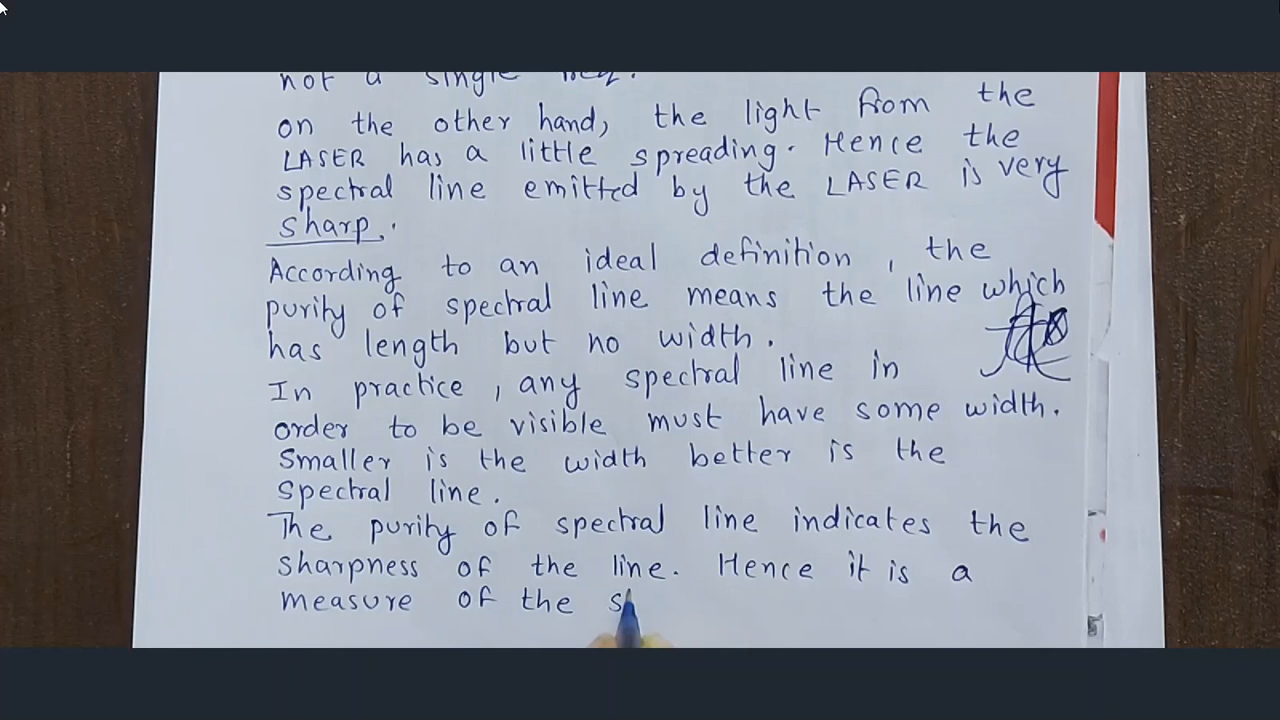 not a single freq.
on the other hand, the light from the
LASER has a little spreading. Hence the
spectral line emitted by the LASER is very
sharp.
According to an ideal definition, the
purity of spectral line means the line which
has length but no width.
In practice, any spectral line in
order to be visible must have some width.
Smaller is the width better is the
spectral line.
The purity of spectral line indicates the
sharpness of the line. Hence it is a
measure of the s